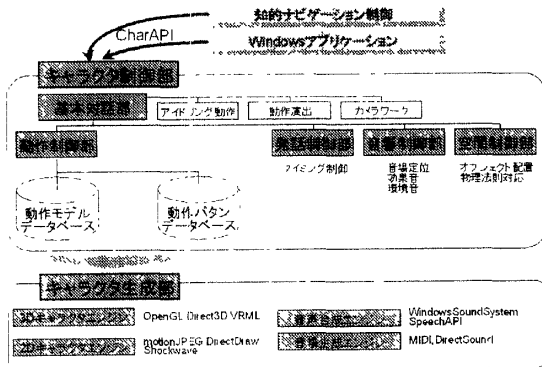 知的ナビゲーション制御
CharAPI
Windowsアプリケーション
キャラクタ制御部
基本対話部
アイドリング動作
動作演出
カメラワーク
動作制御部
発話制御部
音響制御部
空間制御部
タイミング制御
音場定位
効果音
環境音
オブジェクト配置
物理法則対応
動作モデル
データベース
動作パタン
データベース
キャラクタ生成部
3Dキャラクタエンジン
OpenGL Direct3D VRML
2Dキャラクタエンジン
motionJPEG DirectDraw
Shockwave
音声合成エンジン
WindowsSoundSystem
SpeechAPI
音場生成エンジン
MIDI, DirectSound